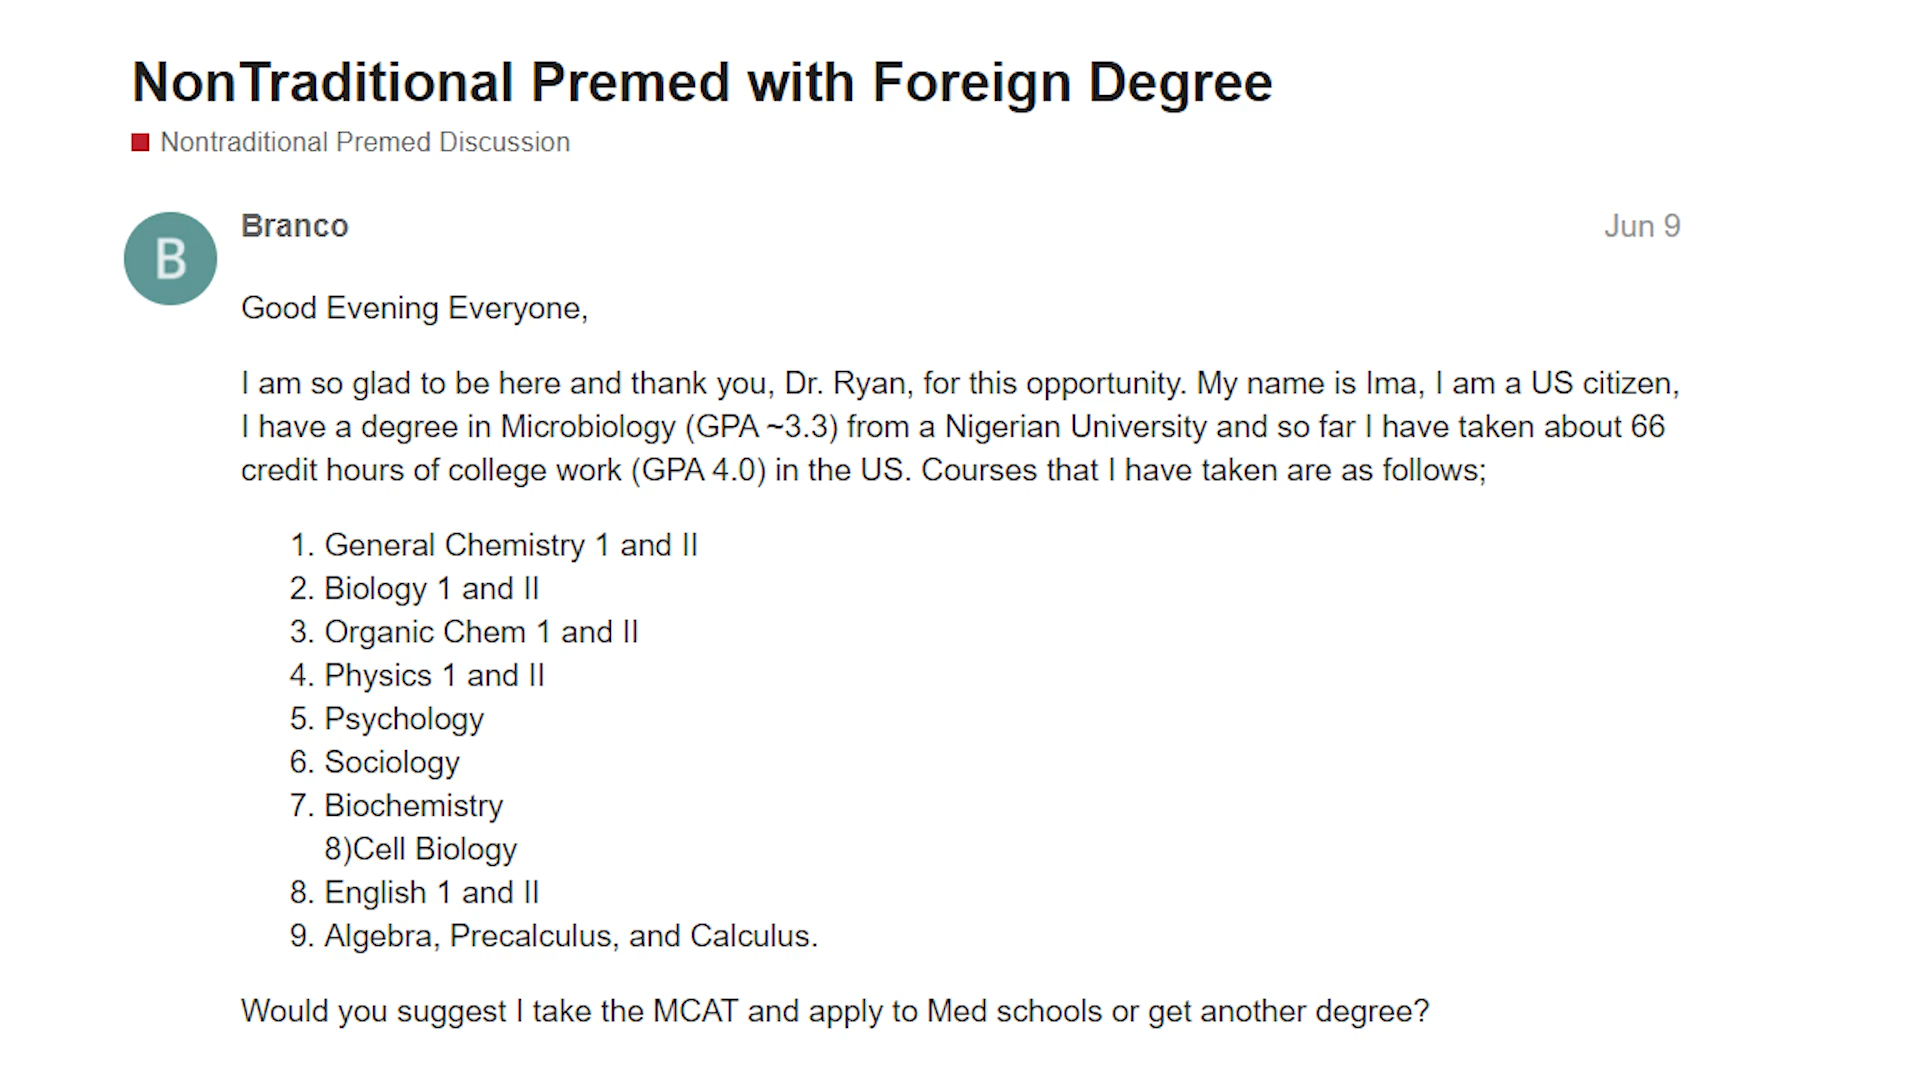 NonTraditional Premed with Foreign Degree
Nontraditional Premed Discussion
B
Branco
Jun 9
Good Evening Everyone,
I am so glad to be here and thank you, Dr. Ryan, for this opportunity. My name is Ima, I am a US citizen,
I have a degree in Microbiology (GPA ~3.3) from a Nigerian University and so far I have taken about 66
credit hours of college work (GPA 4.0) in the US. Courses that I have taken are as follows;
1. General Chemistry 1 and II
2. Biology 1 and II
3. Organic Chem 1 and II
4. Physics 1 and II
5. Psychology
6. Sociology
7. Biochemistry
8)Cell Biology
8. English 1 and II
9. Algebra, Precalculus, and Calculus.
Would you suggest I take the MCAT and apply to Med schools or get another degree?